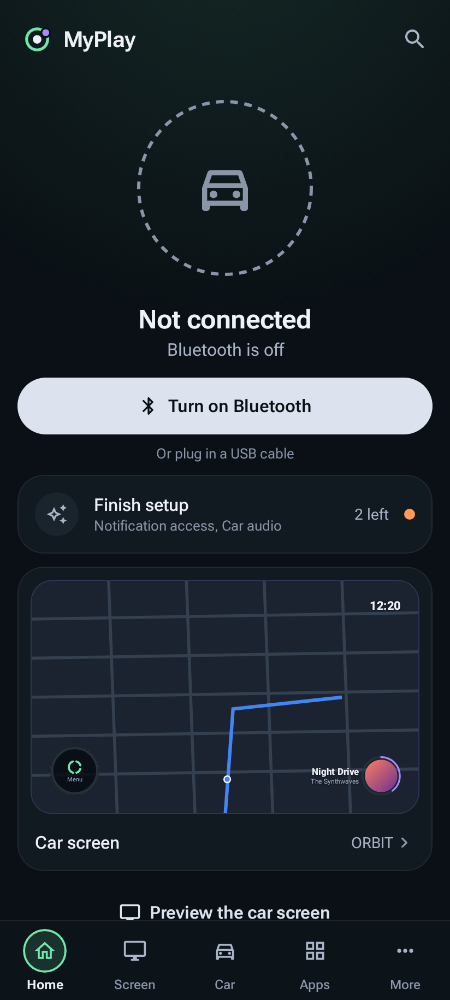 MyPlay
Not connected
Bluetooth is off
Turn on Bluetooth
Or plug in a USB cable
Finish setup
Notification access, Car audio
2 left
12:20
Menu
Night Drive
The Synthwaves
Car screen
ORBIT
Preview the car screen
Home
Screen
Car
Apps
More